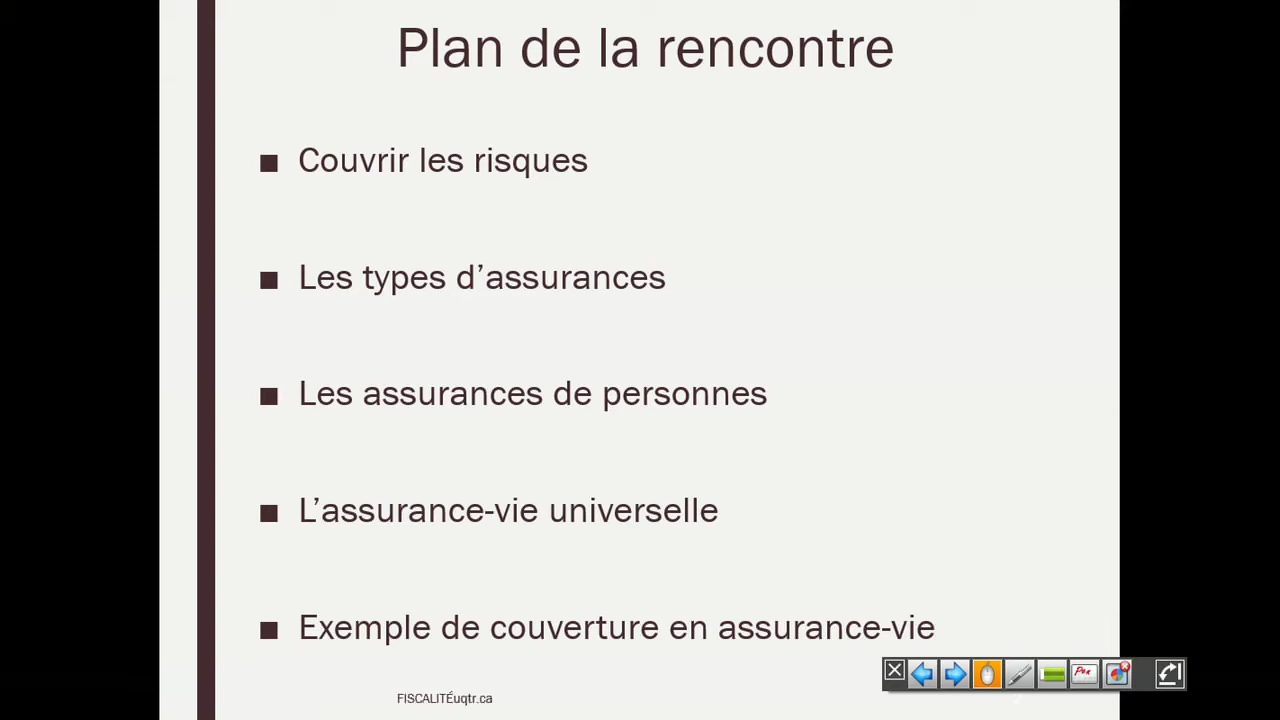 Plan de la rencontre
■ Couvrir les risques
■ Les types d’assurances
■ Les assurances de personnes
■ L’assurance-vie universelle
■ Exemple de couverture en assurance-vie
FISCALITÉuqtr.ca